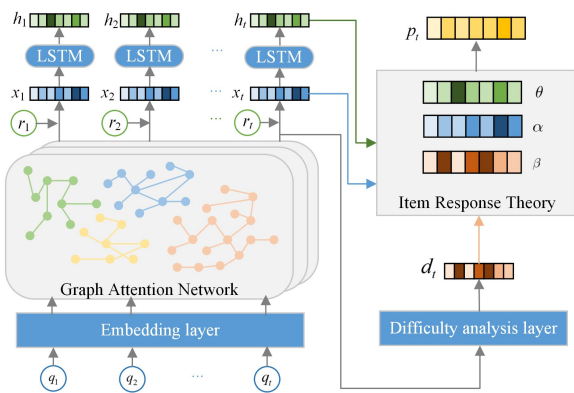 h₁ h₂ hₜ pₜ
LSTM LSTM ... LSTM
x₁ x₂ xₜ
r₁ r₂ ... rₜ
θ
α
β
Item Response Theory
Graph Attention Network
dₜ
Embedding layer
Difficulty analysis layer
q₁ q₂ ... qₜ